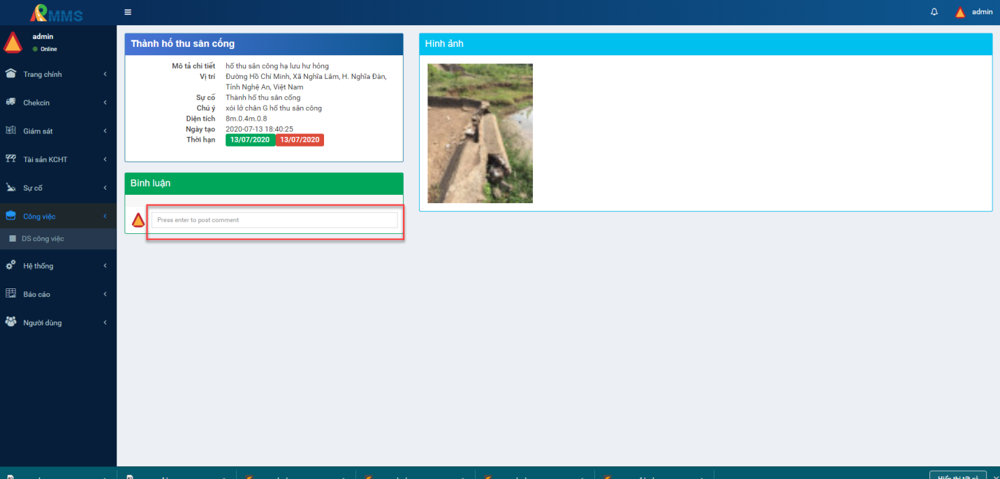 RMMS
admin
admin
Online
Trang chính
Chekcin
Giám sát
Tài sản KCHT
Sự cố
Công việc
DS công việc
Hệ thống
Báo cáo
Người dùng
Thành hố thu sân cống
Mô tả chi tiết hố thu sân công hạ lưu hư hỏng
Vị trí Đường Hồ Chí Minh, Xã Nghĩa Lâm, H. Nghĩa Đàn,
Tỉnh Nghệ An, Việt Nam
Sự cố Thành hố thu sân cống
Chú ý xói lở chân G hố thu sân công
Diện tích 8m.0.4m.0.8
Ngày tạo 2020-07-13 18:40:25
Thời hạn 13/07/2020 13/07/2020
Bình luận
Press enter to post comment
Hình ảnh
Hiển thị tất cả